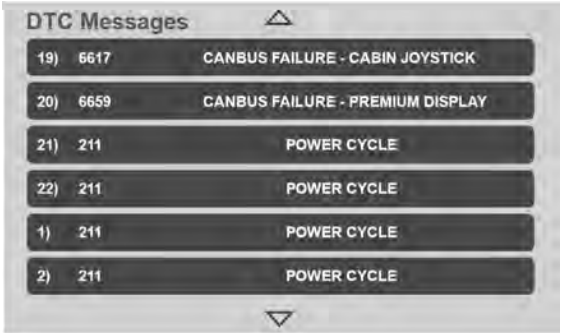 DTC Messages
19) 6617 CANBUS FAILURE - CABIN JOYSTICK
20) 6659 CANBUS FAILURE - PREMIUM DISPLAY
21) 211 POWER CYCLE
22) 211 POWER CYCLE
1) 211 POWER CYCLE
2) 211 POWER CYCLE